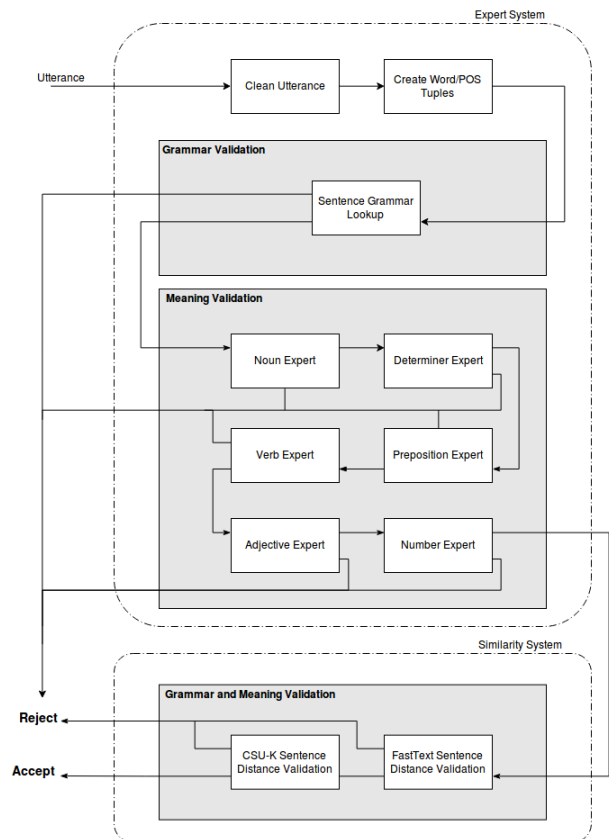 Expert System
Utterance
Clean Utterance
Create Word/POS
Tuples
Grammar Validation
Sentence Grammar
Lookup
Meaning Validation
Noun Expert
Determiner Expert
Verb Expert
Preposition Expert
Adjective Expert
Number Expert
Similarity System
Grammar and Meaning Validation
Reject
CSU-K Sentence
Distance Validation
FastText Sentence
Distance Validation
Accept